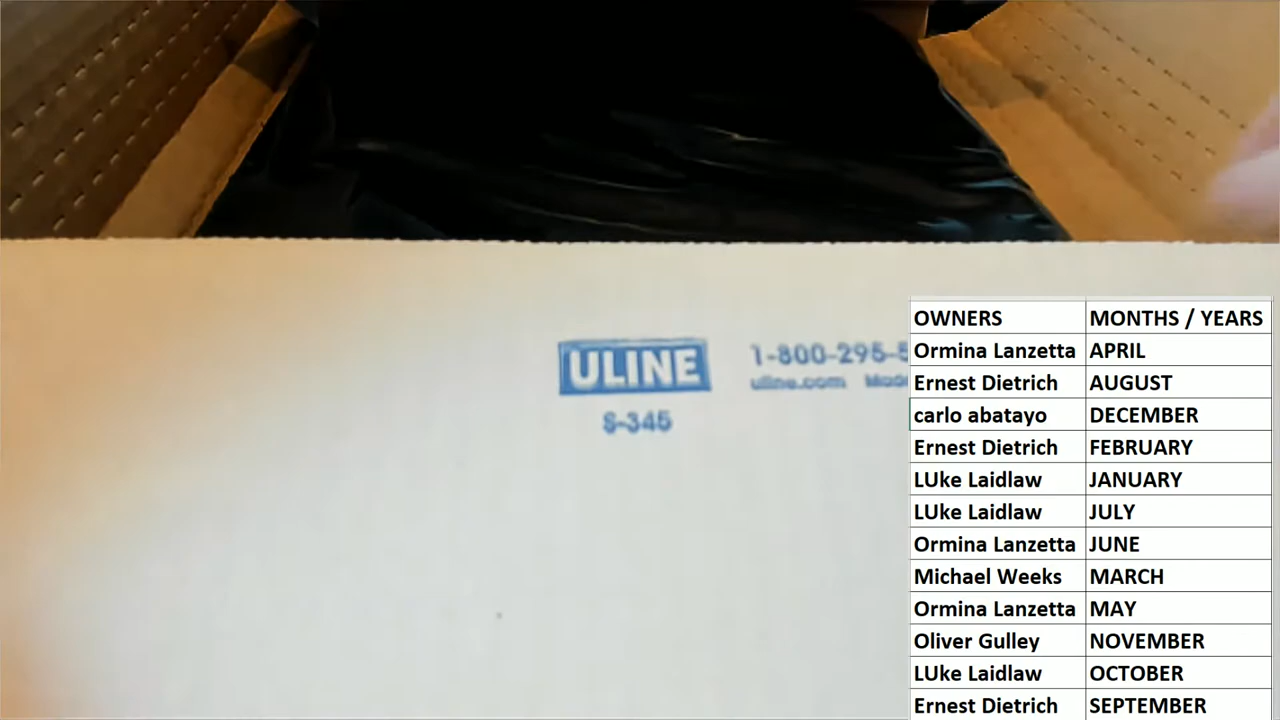 ULINE
1-800-295-5
uline.com Made
S-345
OWNERS MONTHS / YEARS
Ormina Lanzetta APRIL
Ernest Dietrich AUGUST
carlo abatayo DECEMBER
Ernest Dietrich FEBRUARY
LUke Laidlaw JANUARY
LUke Laidlaw JULY
Ormina Lanzetta JUNE
Michael Weeks MARCH
Ormina Lanzetta MAY
Oliver Gulley NOVEMBER
LUke Laidlaw OCTOBER
Ernest Dietrich SEPTEMBER